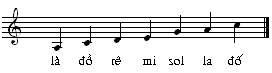 là đồ rê mi sol la đố